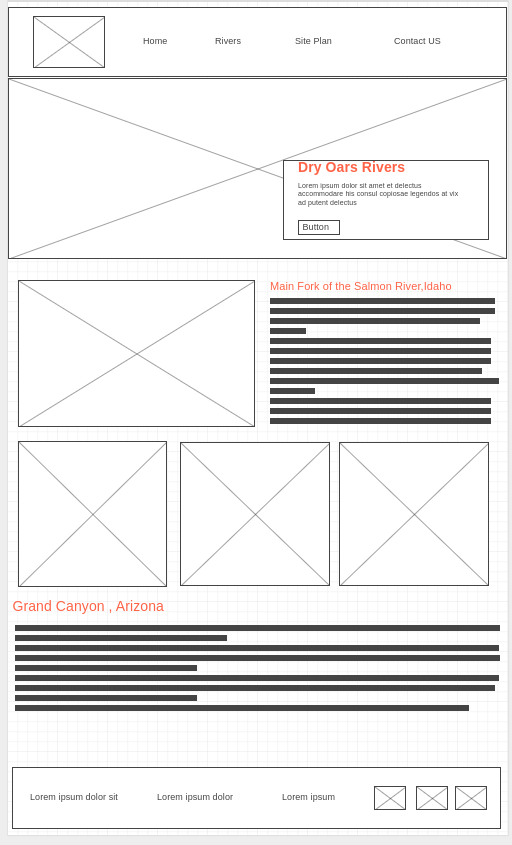 Home Rivers Site Plan Contact US
Dry Oars Rivers
Lorem ipsum dolor sit amet et delectus
accommodare his consul copiosae legendos at vix
ad putent delectus
Button
Main Fork of the Salmon River,Idaho
Grand Canyon , Arizona
Lorem ipsum dolor sit Lorem ipsum dolor Lorem ipsum